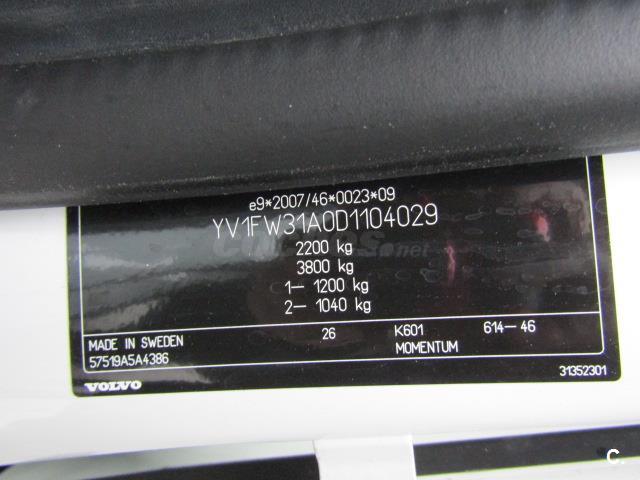 e9*2007/46*0023*09
YV1FW31A0D1104029
2200 kg
3800 kg
1- 1200 kg
2- 1040 kg
MADE IN SWEDEN 26 K601 614-46
57519A5A4386 MOMENTUM
VOLVO 31352301
C.